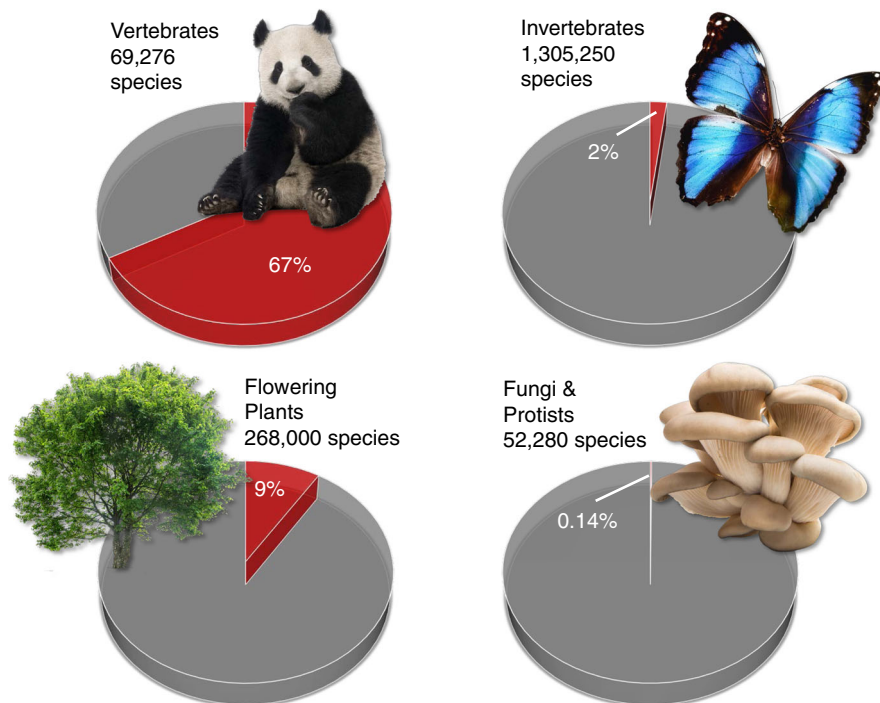 Vertebrates
69,276
species
67%
Invertebrates
1,305,250
species
2%
Flowering
Plants
268,000 species
9%
Fungi &
Protists
52,280 species
0.14%